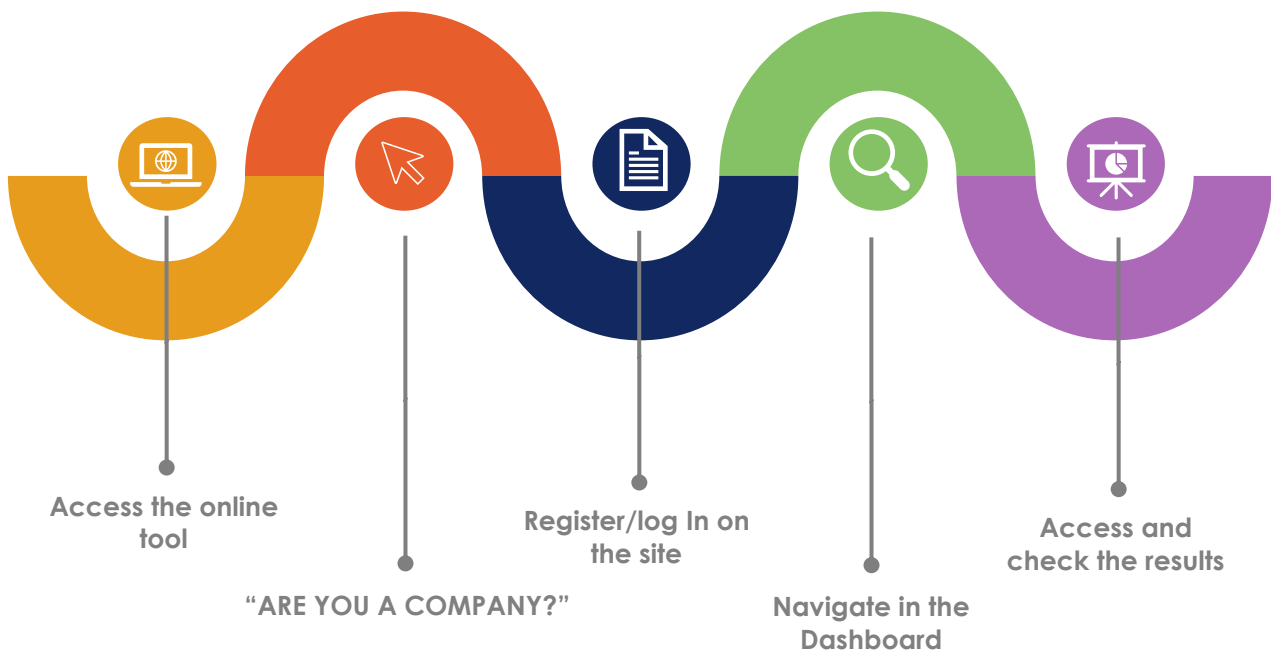 Access the online
tool
“ARE YOU A COMPANY?”
Register/log In on
the site
Navigate in the
Dashboard
Access and
check the results